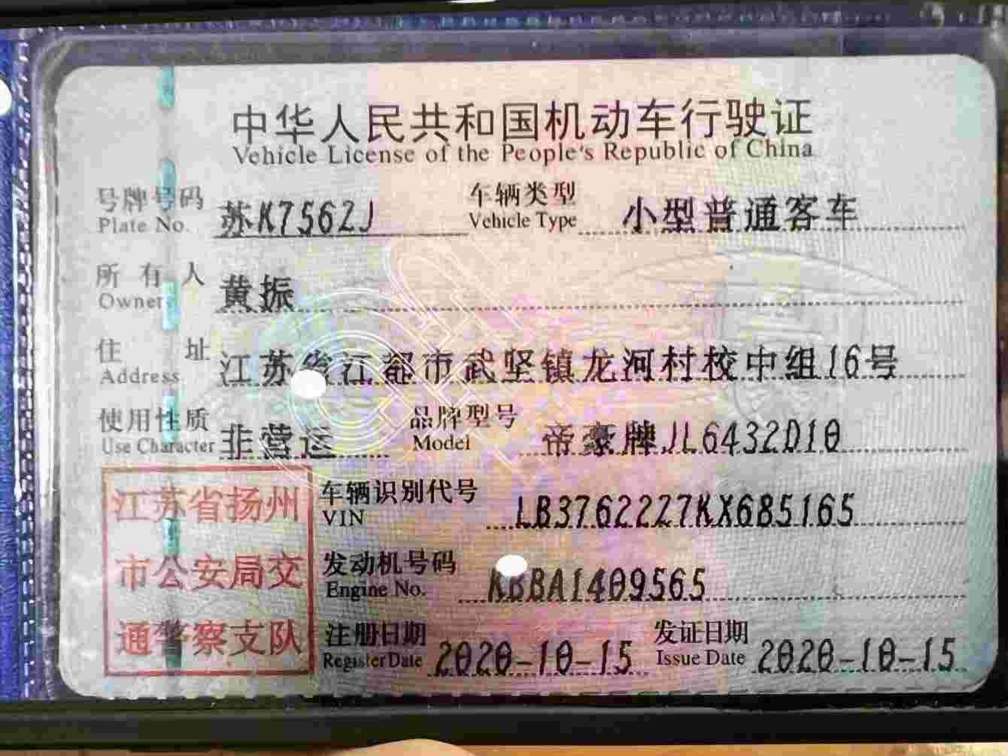 中华人民共和国机动车行驶证
Vehicle License of the People's Republic of China
号牌号码 苏K7562J 车辆类型 小型普通客车
Plate No. Vehicle Type
所有人 黄振
Owner
住址 江苏省江都市武坚镇龙河村校中组16号
Address
使用性质 非营运 品牌型号 帝豪牌JL6432D10
Use Character Model
江苏省扬州
市公安局交
通警察支队
车辆识别代号 LB37622Z7KX685165
VIN
发动机号码 KBBA1409565
Engine No.
注册日期 2020-10-15 发证日期 2020-10-15
Register Date Issue Date